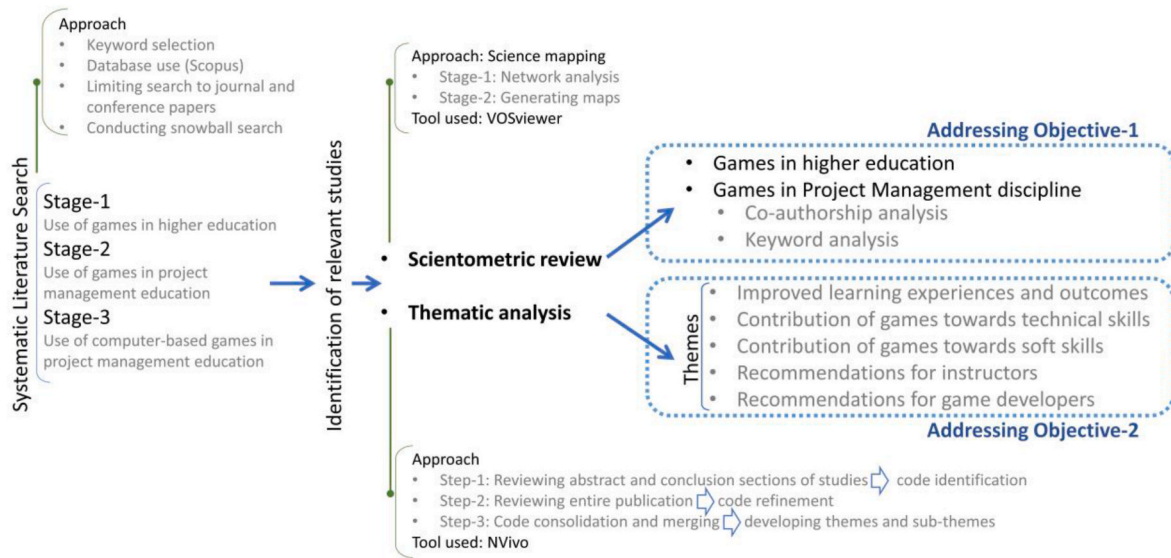 Systematic Literature Search
Approach
• Keyword selection
• Database use (Scopus)
• Limiting search to journal and
conference papers
• Conducting snowball search
Stage-1
Use of games in higher education
Stage-2
Use of games in project
management education
Stage-3
Use of computer-based games in
project management education
Identification of relevant studies
Approach: Science mapping
• Stage-1: Network analysis
• Stage-2: Generating maps
Tool used: VOSviewer
• Scientometric review
• Thematic analysis
Addressing Objective-1
• Games in higher education
• Games in Project Management discipline
• Co-authorship analysis
• Keyword analysis
Themes
• Improved learning experiences and outcomes
• Contribution of games towards technical skills
• Contribution of games towards soft skills
• Recommendations for instructors
• Recommendations for game developers
Addressing Objective-2
Approach
• Step-1: Reviewing abstract and conclusion sections of studies code identification
• Step-2: Reviewing entire publication code refinement
• Step-3: Code consolidation and merging developing themes and sub-themes
Tool used: NVivo